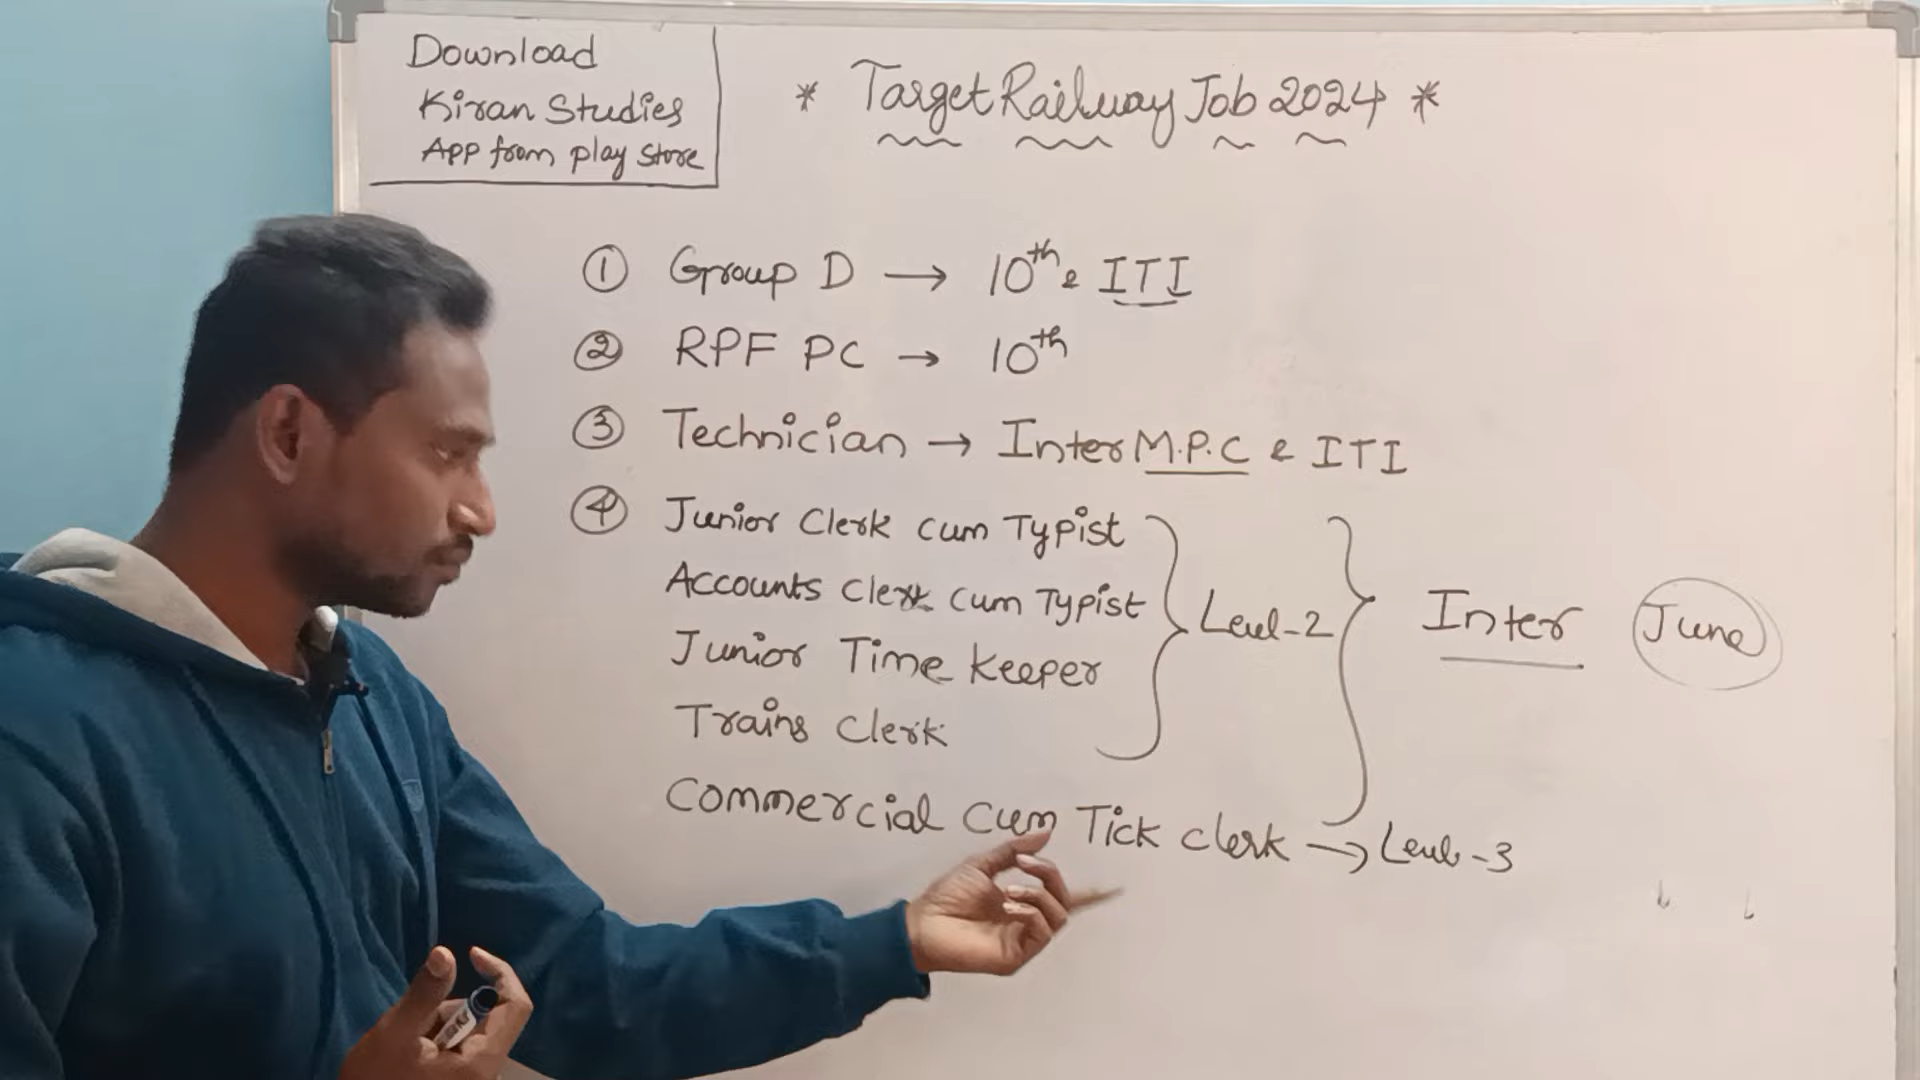 Download
Kiran Studies
App from play store
* Target Railway Job 2024 *
① Group D → 10th & ITI
② RPF PC → 10th
③ Technician → Inter M.P.C & ITI
④ Junior Clerk Cum Typist
Accounts Clerk Cum Typist
Junior Time Keeper
Trains Clerk
Level-2
Inter
June
Commercial Cum Tick Clerk → Level-3